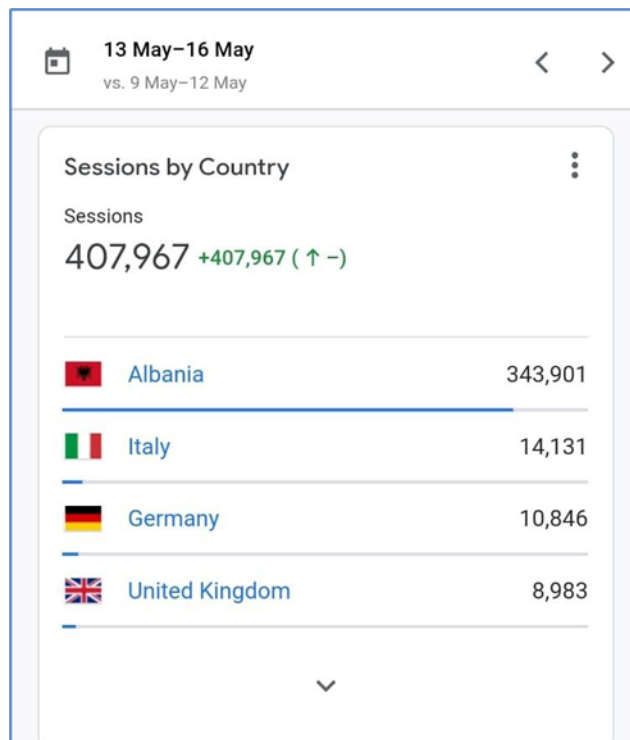 13 May–16 May
vs. 9 May–12 May
Sessions by Country
Sessions
407,967 +407,967 ( ↑ –)
Albania 343,901
Italy 14,131
Germany 10,846
United Kingdom 8,983